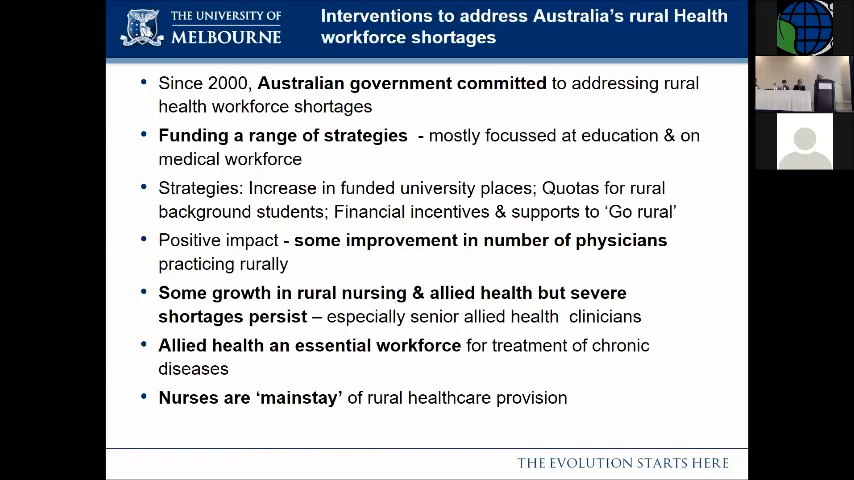 THE UNIVERSITY OF
MELBOURNE
Interventions to address Australia's rural Health
workforce shortages
• Since 2000, Australian government committed to addressing rural
health workforce shortages
• Funding a range of strategies - mostly focussed at education & on
medical workforce
• Strategies: Increase in funded university places; Quotas for rural
background students; Financial incentives & supports to ‘Go rural’
• Positive impact - some improvement in number of physicians
practicing rurally
• Some growth in rural nursing & allied health but severe
shortages persist – especially senior allied health clinicians
• Allied health an essential workforce for treatment of chronic
diseases
• Nurses are ‘mainstay’ of rural healthcare provision
THE EVOLUTION STARTS HERE